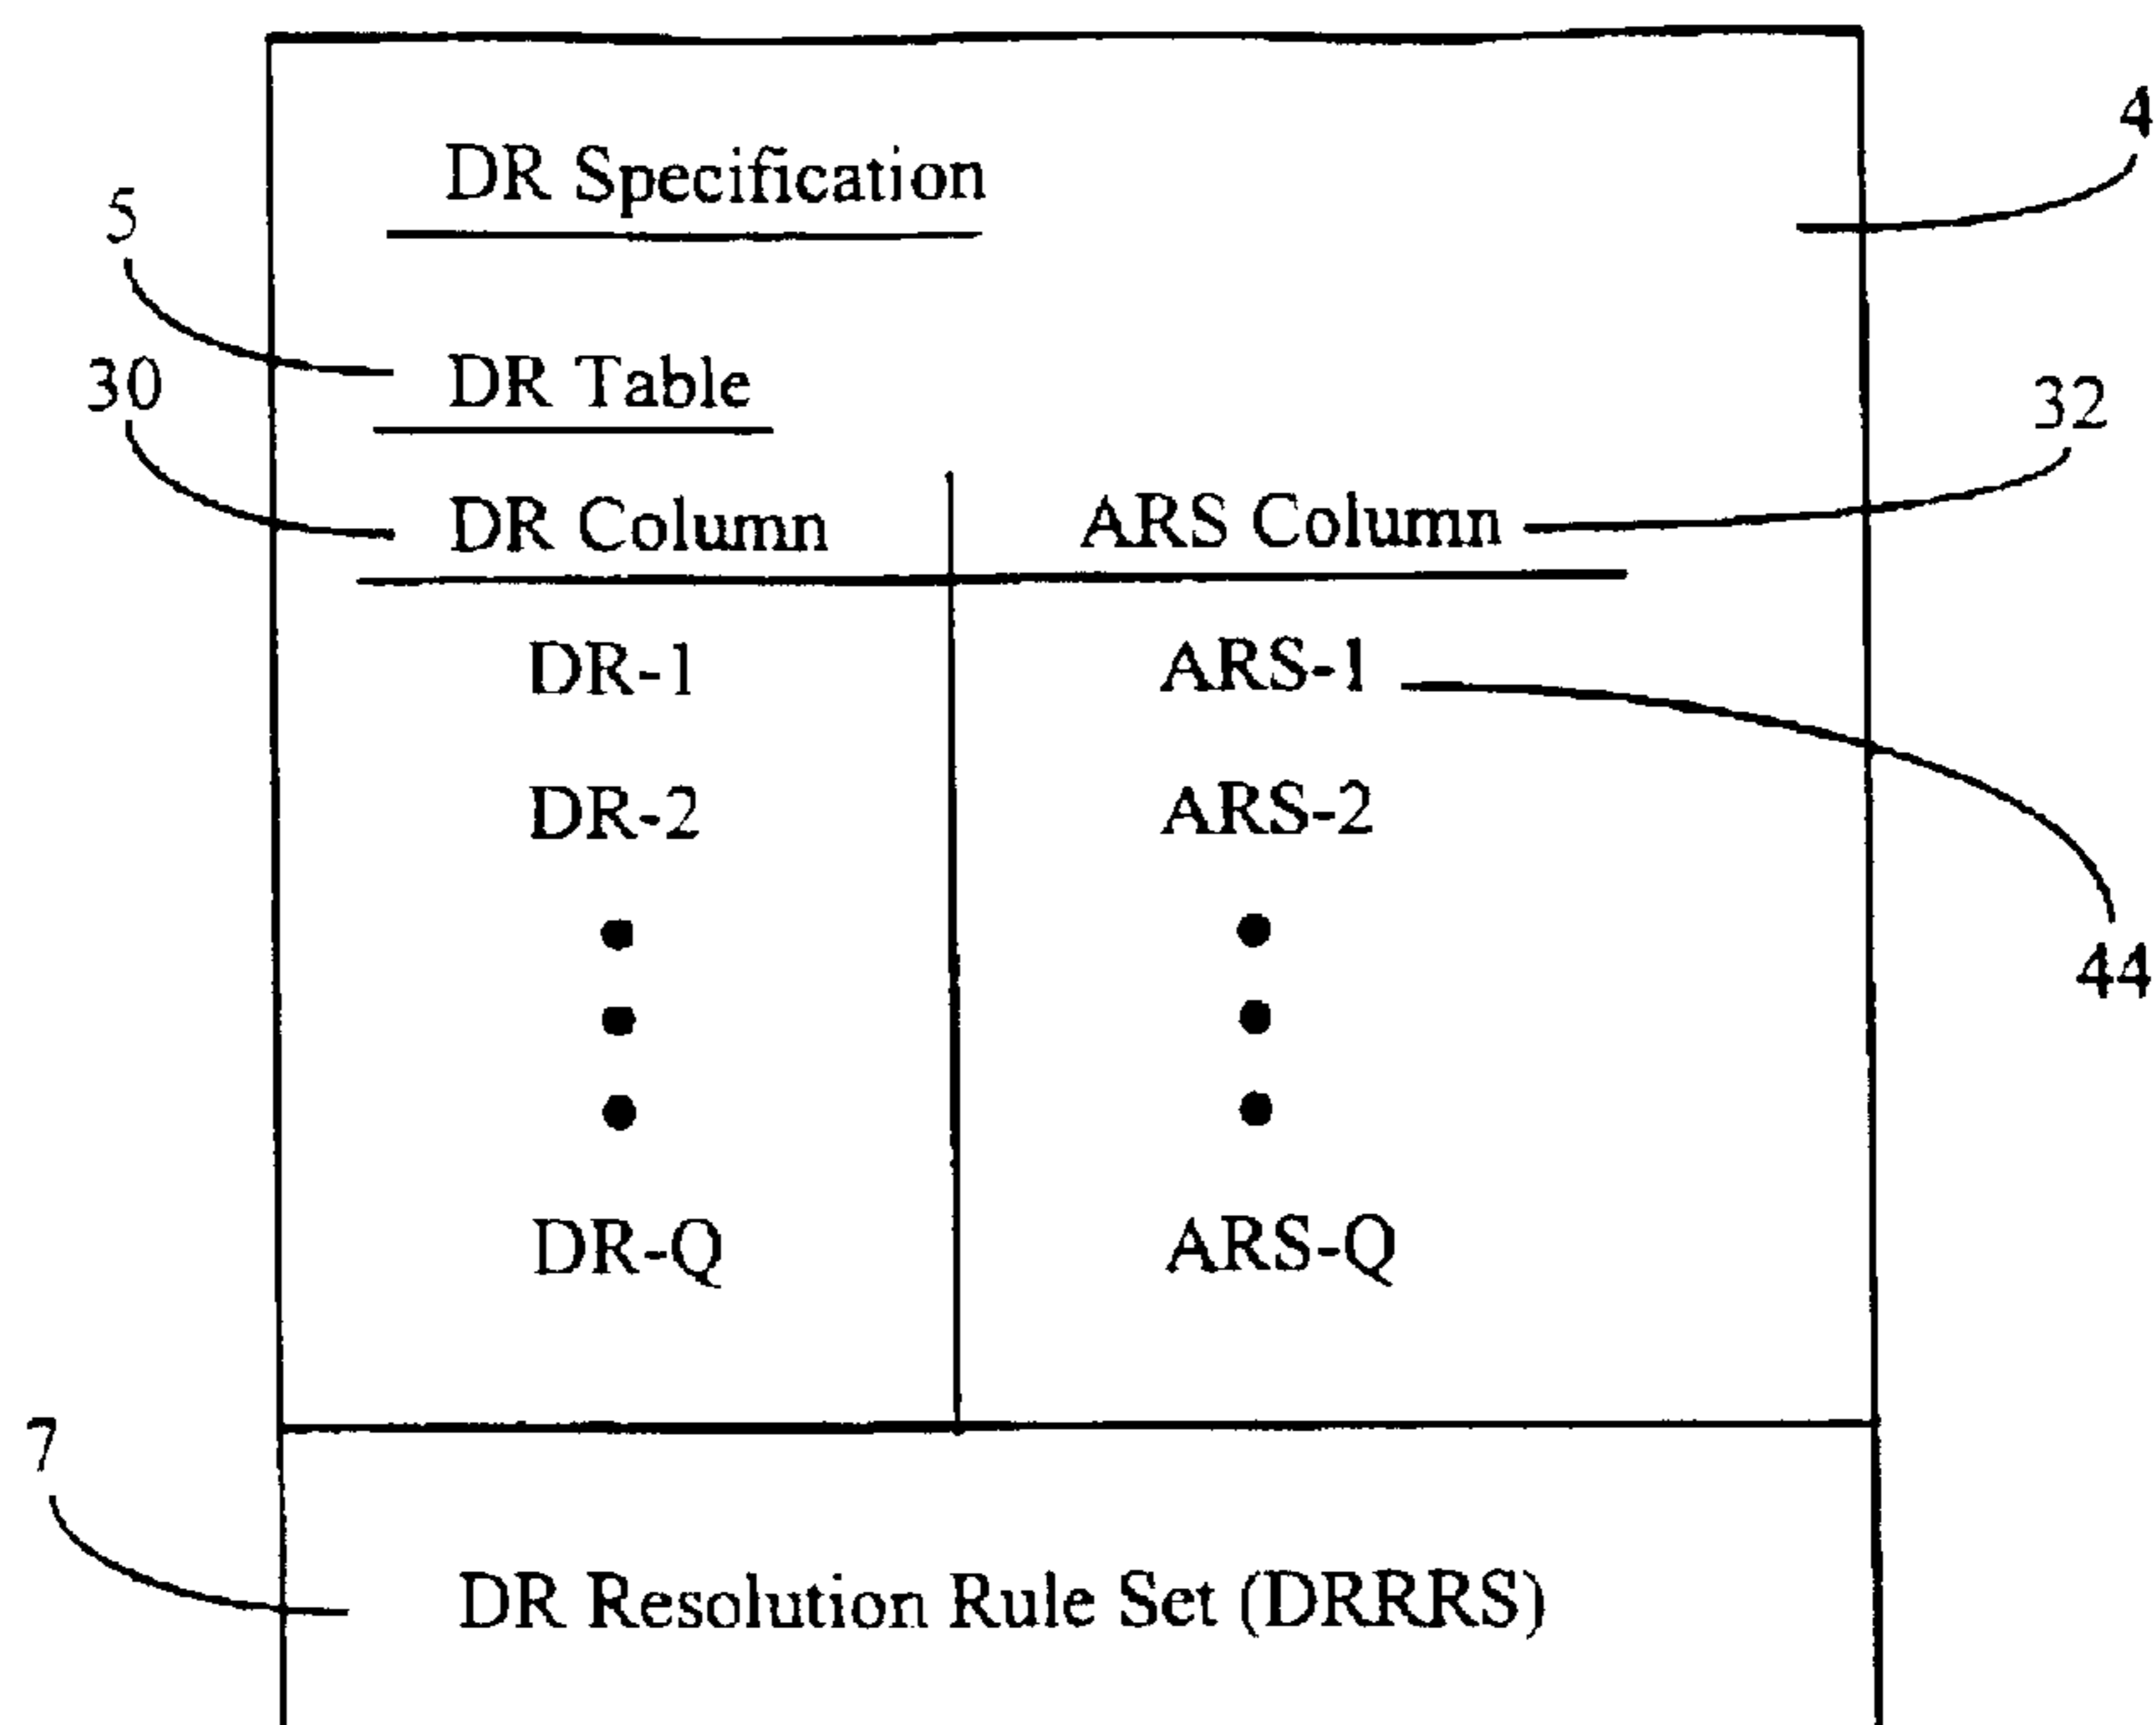 4
DR Specification
5
DR Table
30
32
DR Column ARS Column
DR-1 ARS-1
DR-2 ARS-2
44
DR-Q ARS-Q
7
DR Resolution Rule Set (DRRRS)